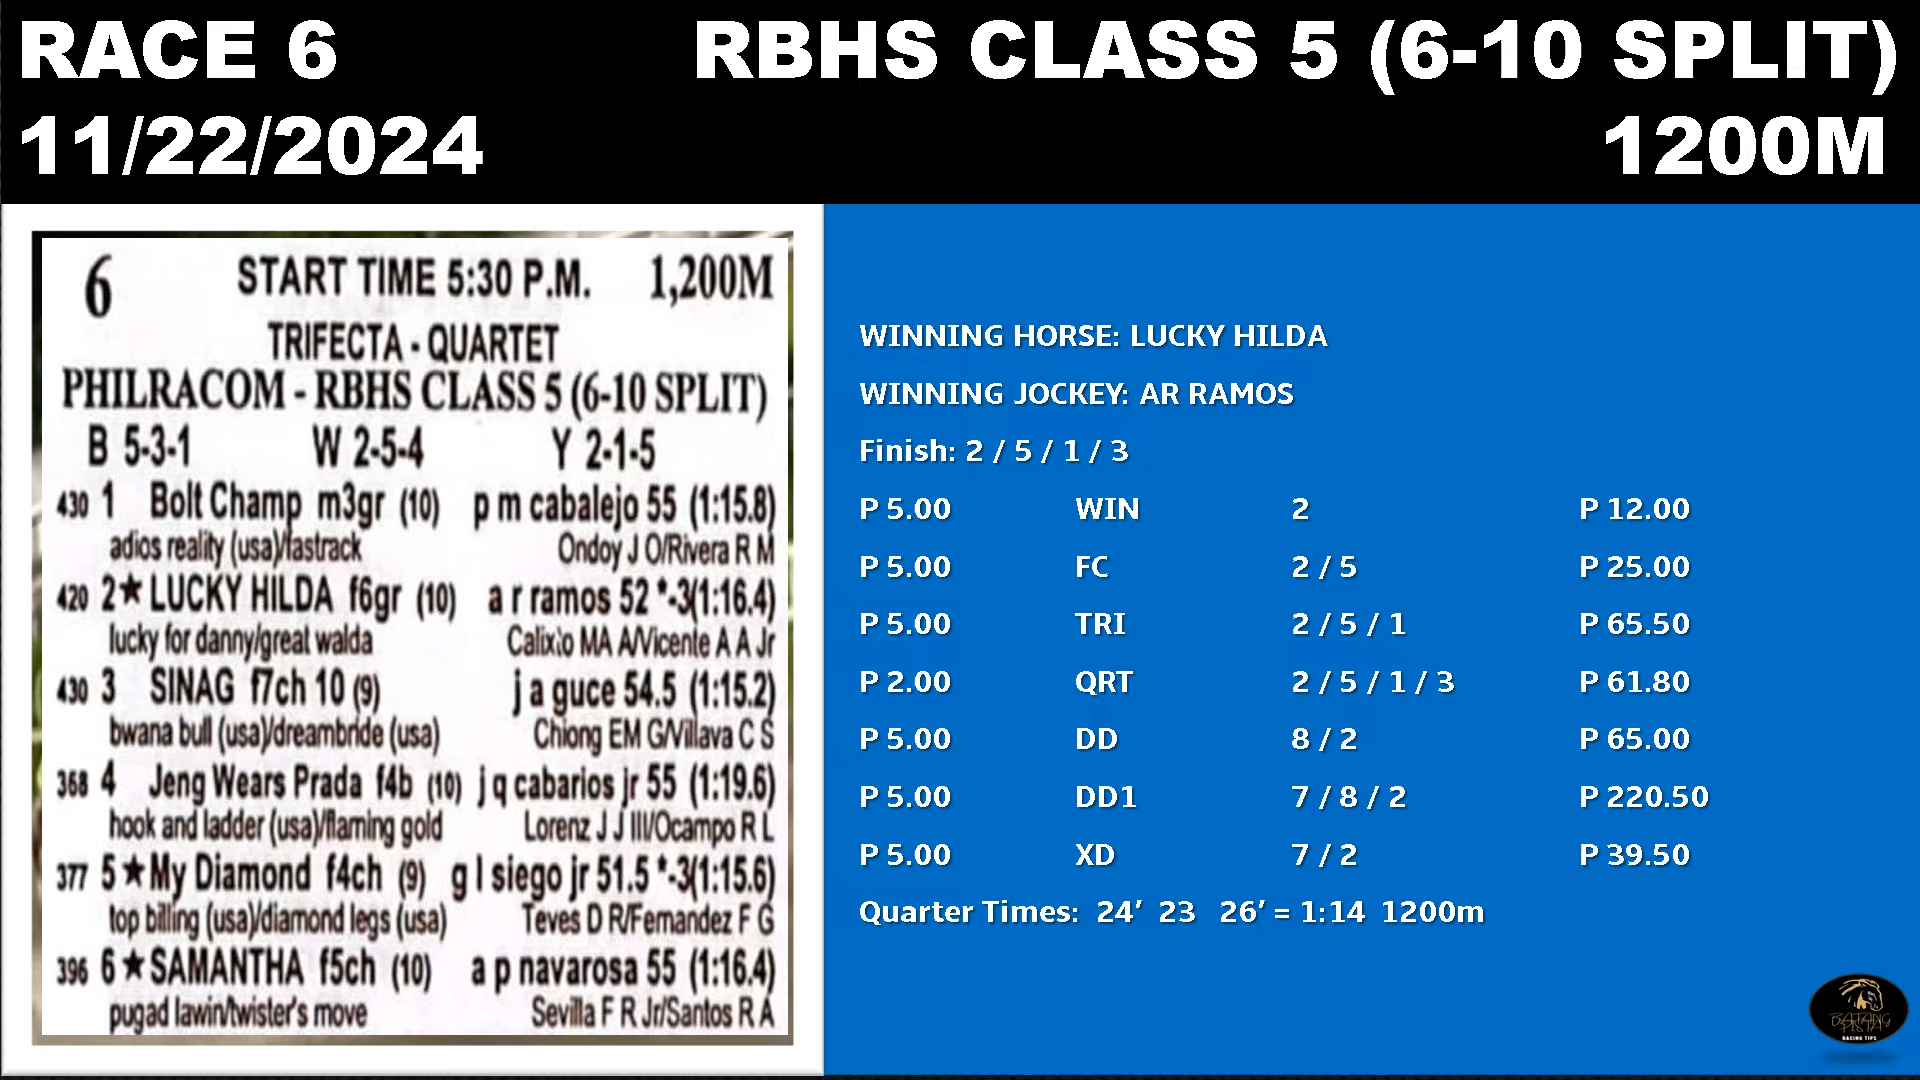 RACE 6
11/22/2024
RBHS CLASS 5 (6-10 SPLIT)
1200M
6 START TIME 5:30 P.M. 1,200M
TRIFECTA - QUARTET
PHILRACOM - RBHS CLASS 5 (6-10 SPLIT)
B 5-3-1 W 2-5-4 Y 2-1-5
430 1 Bolt Champ m3gr (10) p m cabalejo 55 (1:15.8)
adios reality (usa)/fastrack Ondoy J O/Rivera R M
420 2★ LUCKY HILDA f6gr (10) a r ramos 52 *-3(1:16.4)
lucky for danny/great walda Calixto MA A/Vicente A A Jr
430 3 SINAG f7ch 10 (9) j a guce 54.5 (1:15.2)
bwana bull (usa)/dreambride (usa) Chiong EM G/Villava C S
368 4 Jeng Wears Prada f4b (10) j q cabarios jr 55 (1:19.6)
hook and ladder (usa)/flaming gold Lorenz J J III/Ocampo R L
377 5★My Diamond f4ch (9) g l siego jr 51.5 *-3(1:15.6)
top billing (usa)/diamond legs (usa) Teves D R/Fernandez F G
396 6★SAMANTHA f5ch (10) a p navarosa 55 (1:16.4)
pugad lawin/twister's move Sevilla F R Jr/Santos R A
WINNING HORSE: LUCKY HILDA
WINNING JOCKEY: AR RAMOS
Finish: 2 / 5 / 1 / 3
P 5.00 WIN 2 P 12.00
P 5.00 FC 2 / 5 P 25.00
P 5.00 TRI 2 / 5 / 1 P 65.50
P 2.00 QRT 2 / 5 / 1 / 3 P 61.80
P 5.00 DD 8 / 2 P 65.00
P 5.00 DD1 7 / 8 / 2 P 220.50
P 5.00 XD 7 / 2 P 39.50
Quarter Times: 24’ 23 26’ = 1:14 1200m
BATANG
PISTA
RACING TIPS